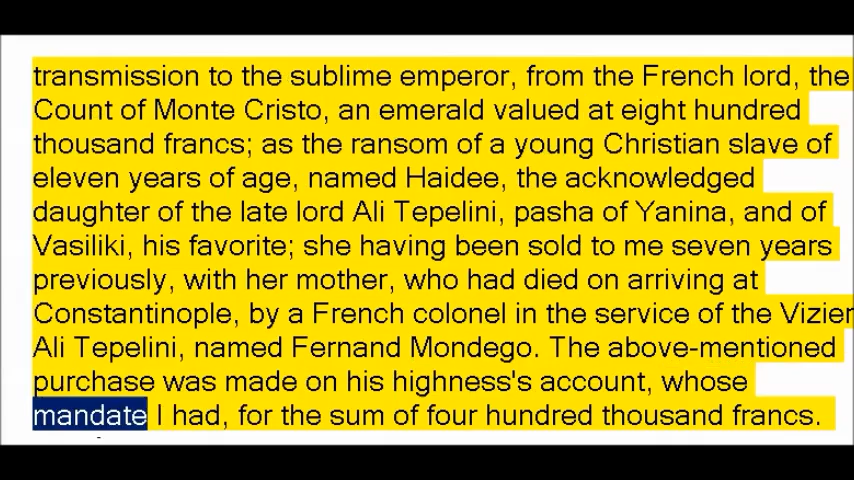 transmission to the sublime emperor, from the French lord, the
Count of Monte Cristo, an emerald valued at eight hundred
thousand francs; as the ransom of a young Christian slave of
eleven years of age, named Haidee, the acknowledged
daughter of the late lord Ali Tepelini, pasha of Yanina, and of
Vasiliki, his favorite; she having been sold to me seven years
previously, with her mother, who had died on arriving at
Constantinople, by a French colonel in the service of the Vizier
Ali Tepelini, named Fernand Mondego. The above-mentioned
purchase was made on his highness's account, whose
mandate I had, for the sum of four hundred thousand francs.